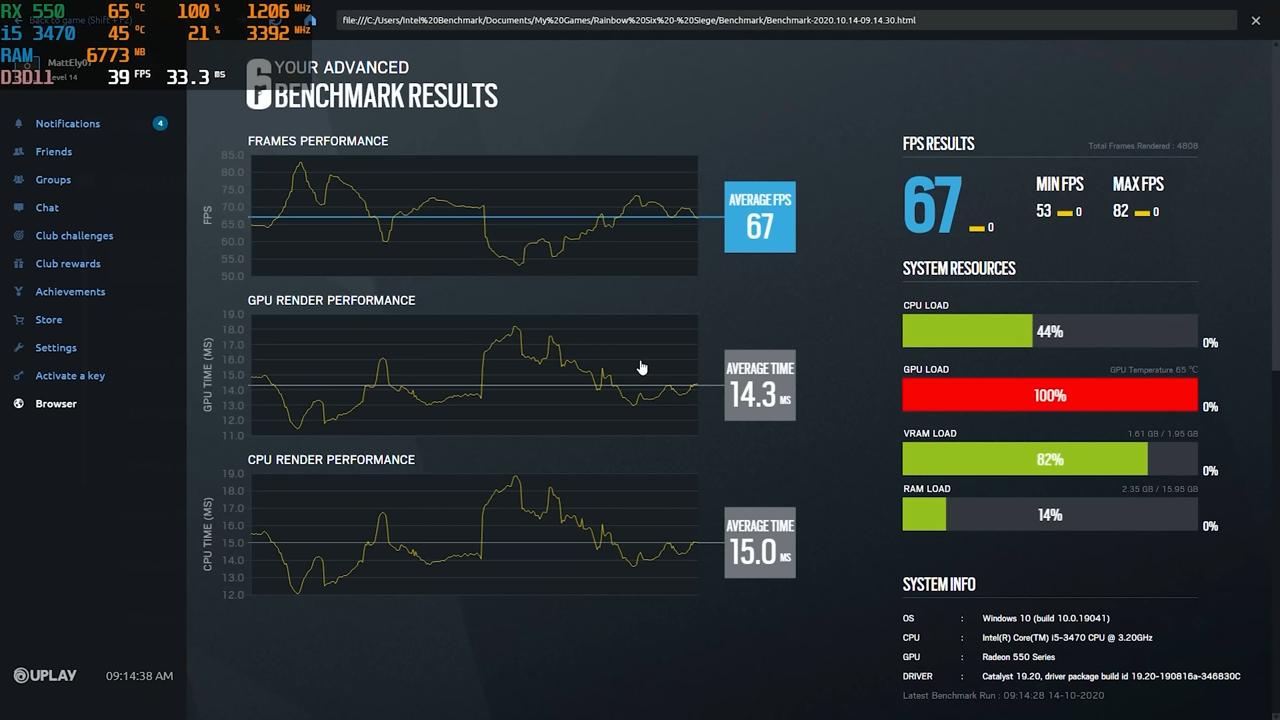 RX 550 65 °C 100 % 1206 MHz
i5 3470 45 °C 21 % 3392 MHz
RAM 6773 MB
D3D11 39 FPS 33.3 ms
Back to game (Shift + F2)
file:///C:/Users/Intel%20Benchmark/Documents/My%20Games/Rainbow%20Six%20-%20Siege/Benchmark/Benchmark-2020.10.14-09.14.30.html
Level 14
Notifications 4
Friends
Groups
Chat
Club challenges
Club rewards
Achievements
Store
Settings
Activate a key
Browser
UPLAY 09:14:38 AM
6 YOUR ADVANCED
BENCHMARK RESULTS
FRAMES PERFORMANCE
FPS
85.0
80.0
75.0
70.0
65.0
60.0
55.0
50.0
AVERAGE FPS
67
GPU RENDER PERFORMANCE
GPU TIME (MS)
19.0
18.0
17.0
16.0
15.0
14.0
13.0
12.0
11.0
AVERAGE TIME
14.3 MS
CPU RENDER PERFORMANCE
CPU TIME (MS)
19.0
18.0
17.0
16.0
15.0
14.0
13.0
12.0
AVERAGE TIME
15.0 MS
FPS RESULTS Total Frames Rendered : 4808
67 0
MIN FPS
53 0
MAX FPS
82 0
SYSTEM RESOURCES
CPU LOAD
44% 0%
GPU LOAD GPU Temperature 65 °C
100% 0%
VRAM LOAD 1.61 GB / 1.95 GB
82% 0%
RAM LOAD 2.35 GB / 15.95 GB
14% 0%
SYSTEM INFO
OS : Windows 10 (build 10.0.19041)
CPU : Intel(R) Core(TM) i5-3470 CPU @ 3.20GHz
GPU : Radeon 550 Series
DRIVER : Catalyst 19.20, driver package build id 19.20-190816a-346830C
Latest Benchmark Run : 09:14:28 14-10-2020